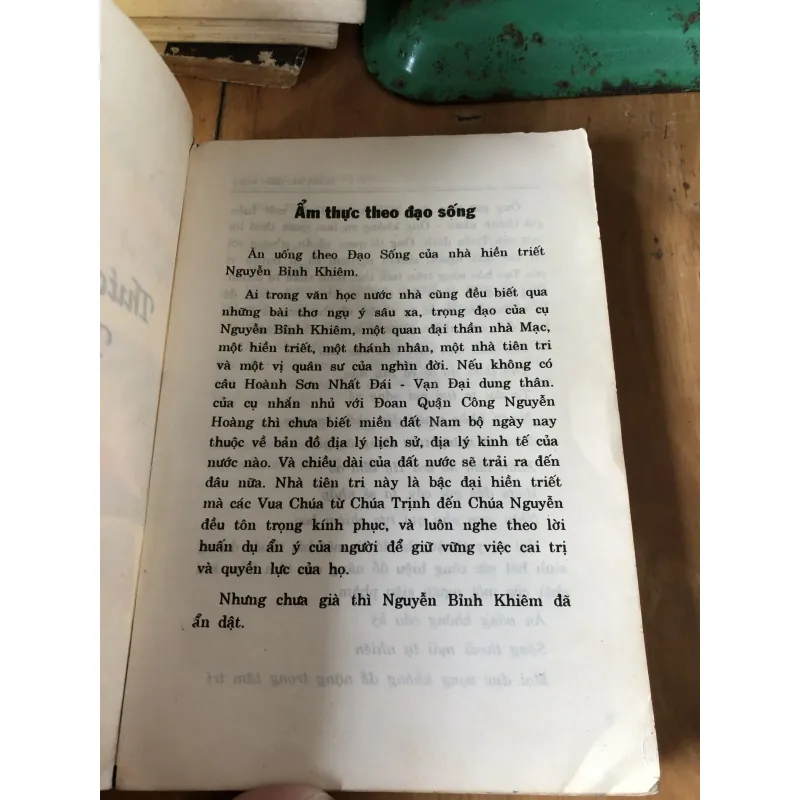 Ẩm thực theo đạo sống
Ăn uống theo Đạo Sống của nhà hiền triết
Nguyễn Bỉnh Khiêm.
Ai trong văn học nước nhà cũng đều biết qua
những bài thơ ngụ ý sâu xa, trọng đạo của cụ
Nguyễn Bỉnh Khiêm, một quan đại thần nhà Mạc,
một hiền triết, một thánh nhân, một nhà tiên tri
và một vị quân sư của nghìn đời. Nếu không có
câu Hoành Sơn Nhất Đái - Vạn Đại dung thân.
của cụ nhắn nhủ với Đoan Quận Công Nguyễn
Hoàng thì chưa biết miền đất Nam bộ ngày nay
thuộc về bản đồ địa lý lịch sử, địa lý kinh tế của
nước nào. Và chiều dài của đất nước sẽ trải ra đến
đâu nữa. Nhà tiên tri này là bậc đại hiền triết
mà các Vua Chúa từ Chúa Trịnh đến Chúa Nguyễn
đều tôn trọng kính phục, và luôn nghe theo lời
huấn dụ ẩn ý của người để giữ vững việc cai trị
và quyền lực của họ.
Nhưng chưa già thì Nguyễn Bỉnh Khiêm đã
ẩn dật.